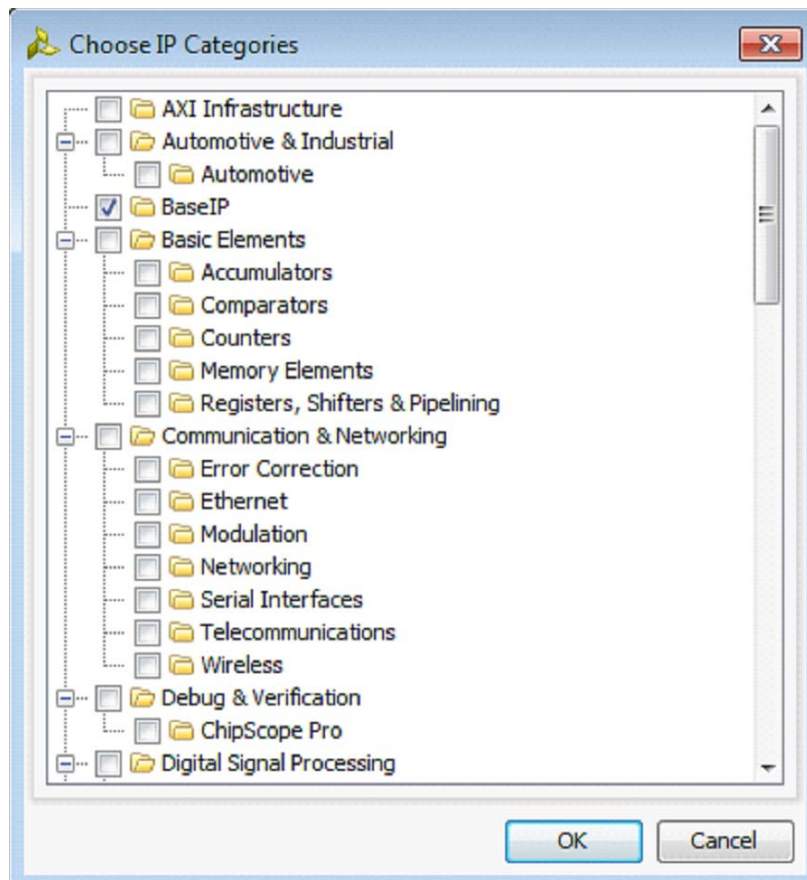 Choose IP Categories
AXI Infrastructure
Automotive & Industrial
Automotive
BaseIP
Basic Elements
Accumulators
Comparators
Counters
Memory Elements
Registers, Shifters & Pipelining
Communication & Networking
Error Correction
Ethernet
Modulation
Networking
Serial Interfaces
Telecommunications
Wireless
Debug & Verification
ChipScope Pro
Digital Signal Processing
OK Cancel